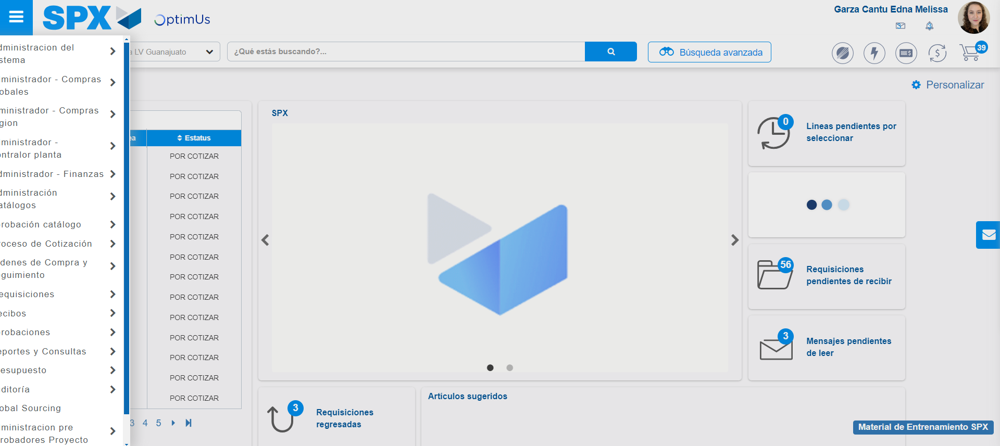 SPX
OptimUs
Garza Cantu Edna Melissa
LV Guanajuato
¿Qué estás buscando?...
Búsqueda avanzada
39
Personalizar
dministracion del
stema
ministrador - Compras
obales
ministrador - Compras
gion
ministrador -
ontralor planta
dministrador - Finanzas
dministración
atálogos
robación catálogo
roceso de Cotización
denes de Compra y
guimiento
equisiciones
ecibos
robaciones
eportes y Consultas
esupuesto
ditoría
obal Sourcing
ministracion pre
robadores Proyecto
Estatus
POR COTIZAR
POR COTIZAR
POR COTIZAR
POR COTIZAR
POR COTIZAR
POR COTIZAR
POR COTIZAR
POR COTIZAR
POR COTIZAR
POR COTIZAR
POR COTIZAR
POR COTIZAR
POR COTIZAR
3 4 5
SPX
0
Lineas pendientes por
seleccionar
56
Requisiciones
pendientes de recibir
3
Mensajes pendientes
de leer
3
Requisiciones
regresadas
Artículos sugeridos
Material de Entrenamiento SPX